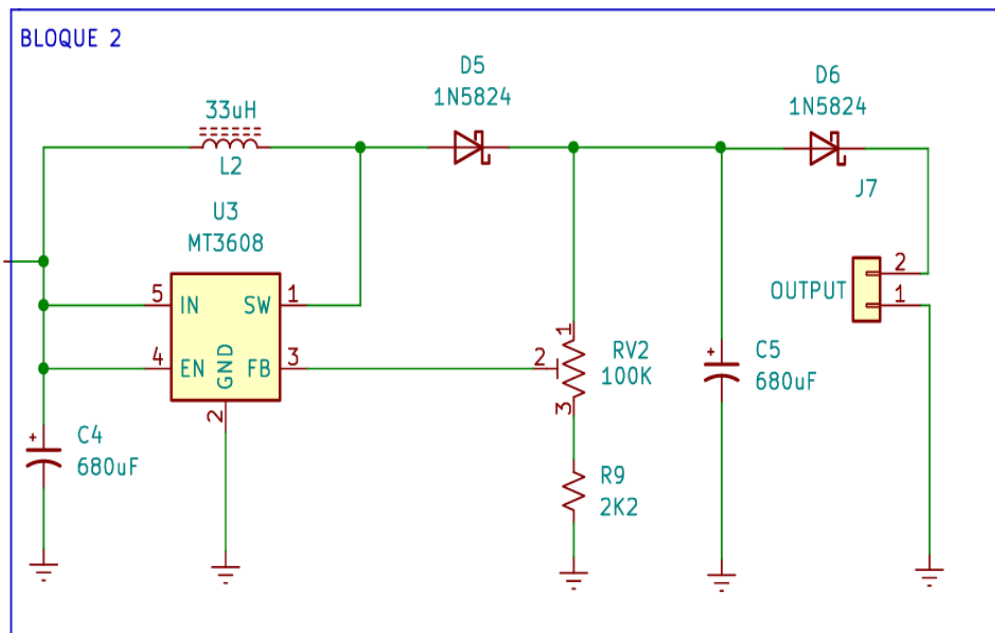 BLOQUE 2
D5
1N5824
D6
1N5824
33uH
L2
J7
U3
MT3608
5 IN SW 1
4 EN FB 3
GND
2
OUTPUT
2
1
1
2
3
RV2
100K
+ C5
680uF
+ C4
680uF
R9
2K2